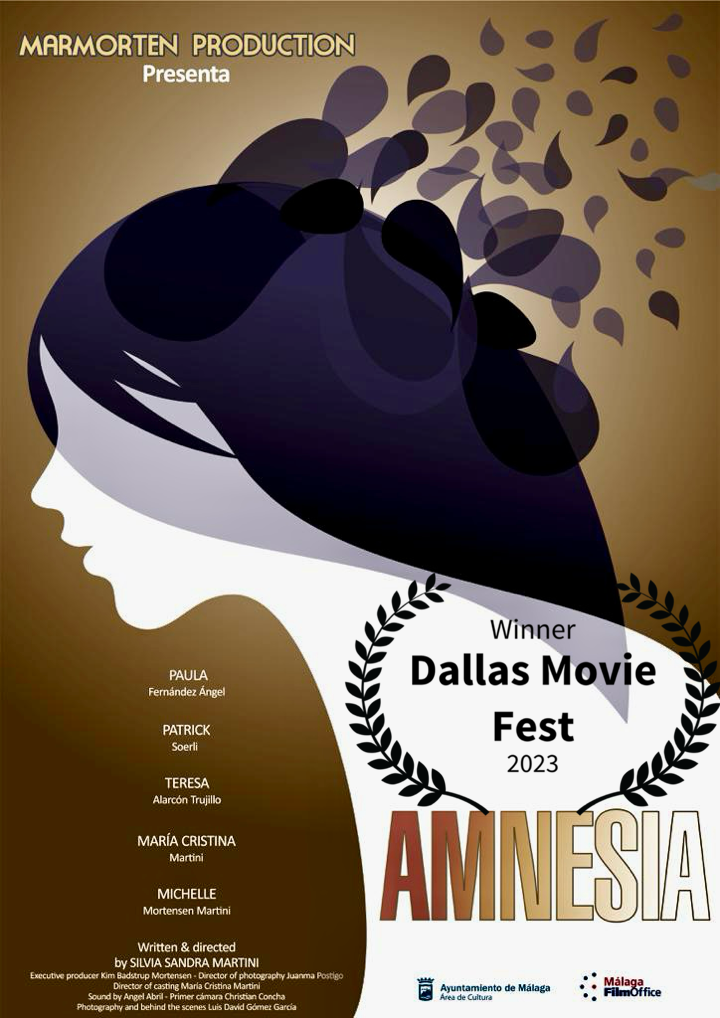 MARMORTEN PRODUCTION
Presenta
PAULA
Fernández Ángel
PATRICK
Soerli
TERESA
Alarcón Trujillo
MARÍA CRISTINA
Martini
MICHELLE
Mortensen Martini
Written & directed
by SILVIA SANDRA MARTINI
Executive producer Kim Badstrup Mortensen - Director of photography Juanma Postigo
Director of casting María Cristina Martini
Sound by Angel Abril - Primer cámara Christian Concha
Photography and behind the scenes Luis David Gómez García
Winner
Dallas Movie
Fest
2023
AMNESIA
Ayuntamiento de Málaga
Área de Cultura
Málaga
FilmOffice